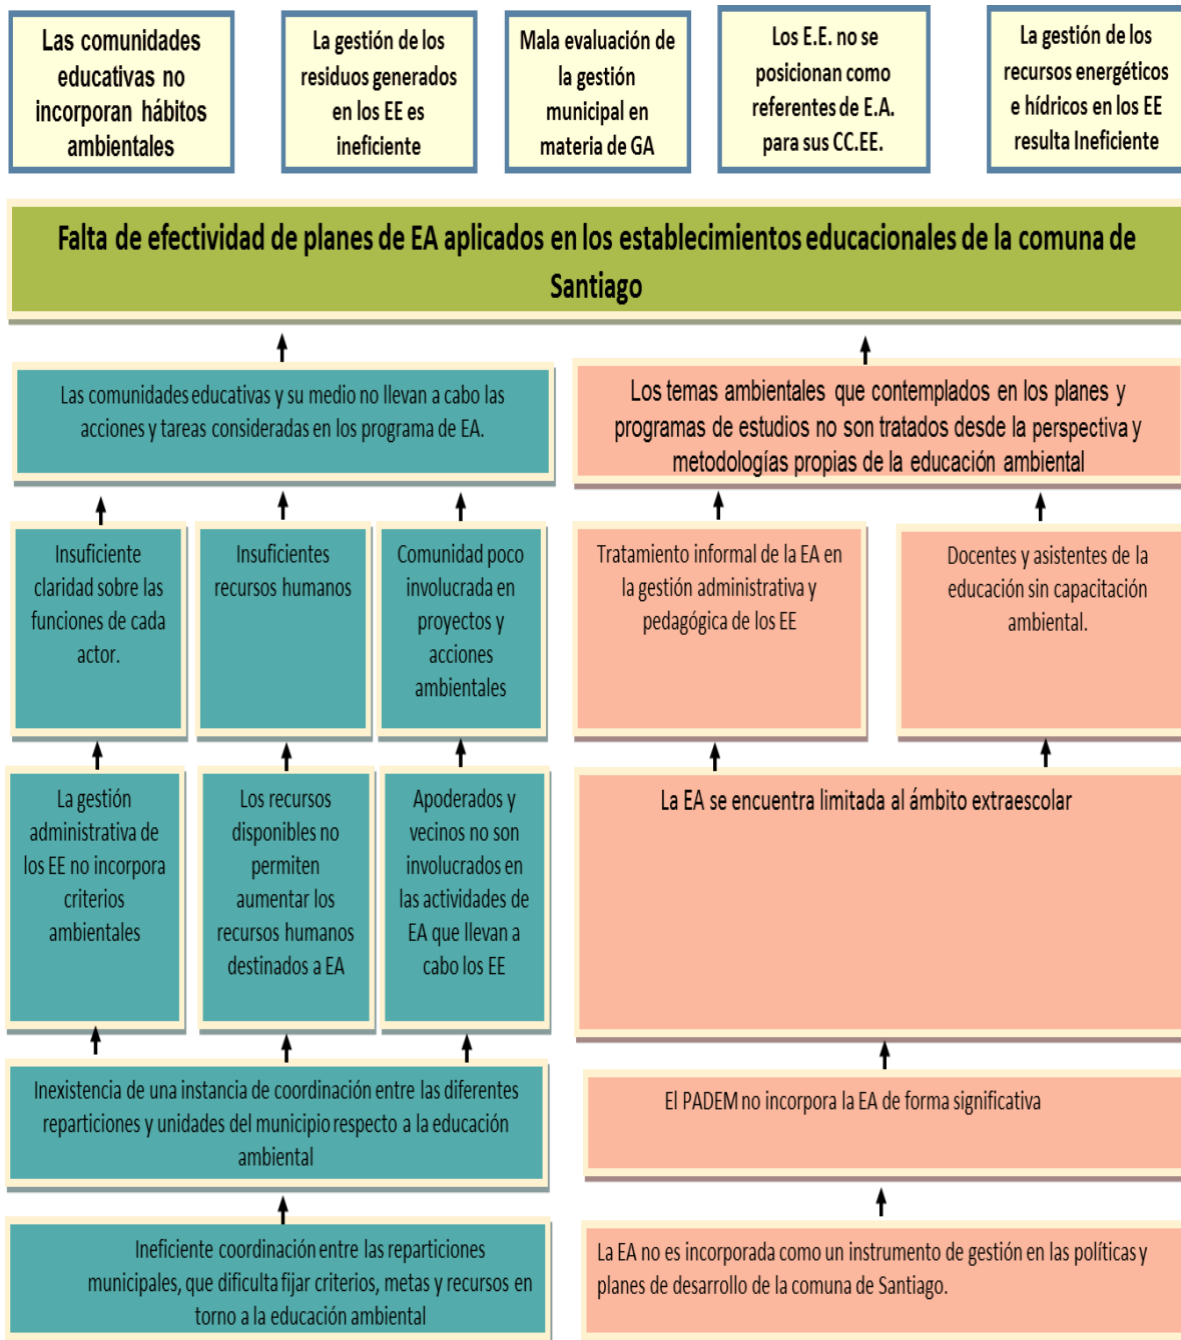 Las comunidades
educativas no
incorporan hábitos
ambientales
La gestión de los
residuos generados
en los EE es
ineficiente
Mala evaluación de
la gestión
municipal en
materia de GA
Los E.E. no se
posicionan como
referentes de E.A.
para sus CC.EE.
La gestión de los
recursos energéticos
e hídricos en los EE
resulta Ineficiente
Falta de efectividad de planes de EA aplicados en los establecimientos educacionales de la comuna de
Santiago
Las comunidades educativas y su medio no llevan a cabo las
acciones y tareas consideradas en los programa de EA.
Los temas ambientales que contemplados en los planes y
programas de estudios no son tratados desde la perspectiva y
metodologías propias de la educación ambiental
Insuficiente
claridad sobre las
funciones de cada
actor.
Insuficientes
recursos humanos
Comunidad poco
involucrada en
proyectos y
acciones
ambientales
Tratamiento informal de la EA en
la gestión administrativa y
pedagógica de los EE
Docentes y asistentes de la
educación sin capacitación
ambiental.
La gestión
administrativa de
los EE no incorpora
criterios
ambientales
Los recursos
disponibles no
permiten
aumentar los
recursos humanos
destinados a EA
Apoderados y
vecinos no son
involucrados en
las actividades de
EA que llevan a
cabo los EE
La EA se encuentra limitada al ámbito extraescolar
Inexistencia de una instancia de coordinación entre las diferentes
reparticiones y unidades del municipio respecto a la educación
ambiental
El PADEM no incorpora la EA de forma significativa
Ineficiente coordinación entre las reparticiones
municipales, que dificulta fijar criterios, metas y recursos en
torno a la educación ambiental
La EA no es incorporada como un instrumento de gestión en las políticas y
planes de desarrollo de la comuna de Santiago.